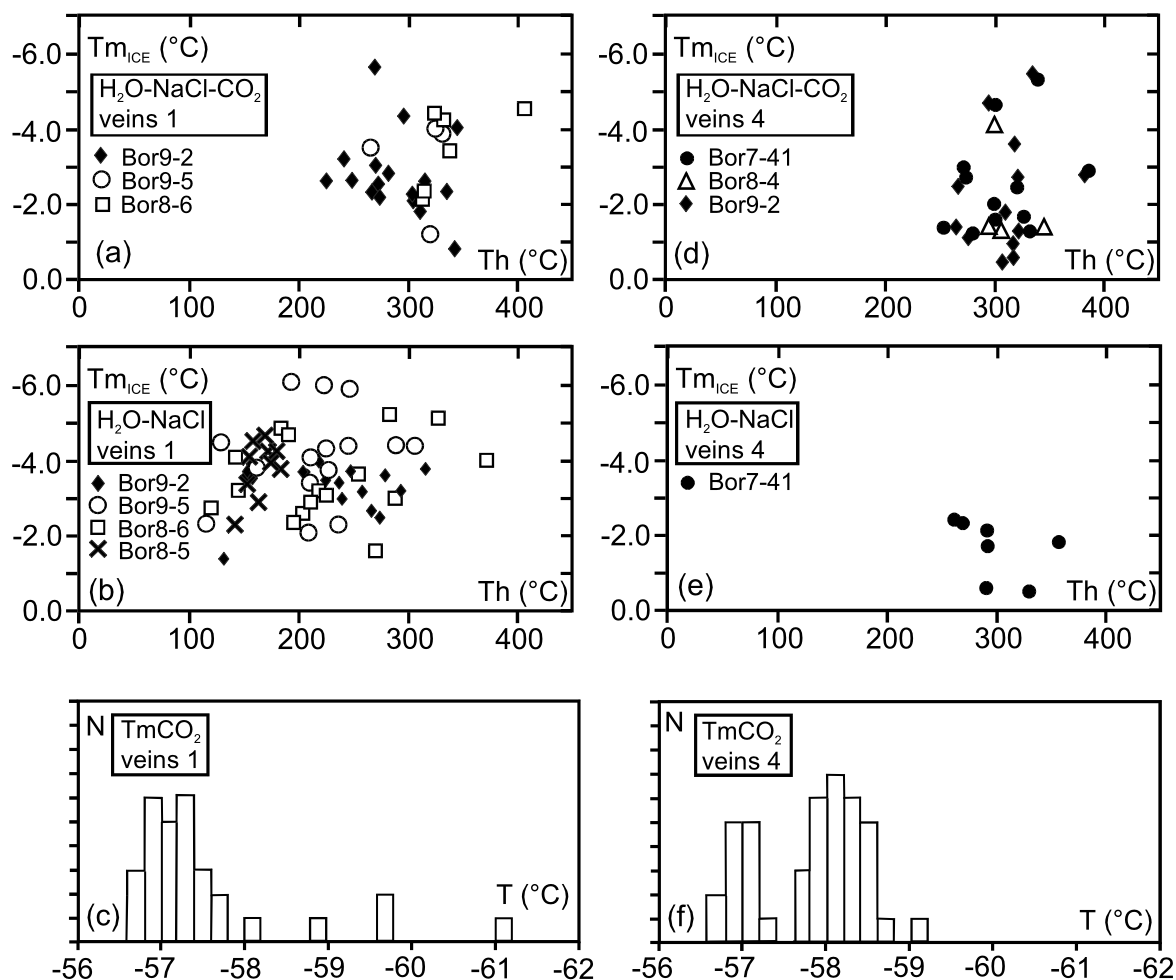 -6.0
-4.0
-2.0
0.0
TmICE (°C)
H2O-NaCl-CO2
veins 1
Bor9-2
Bor9-5
Bor8-6
(a)
Th (°C)
0 100 200 300 400
-6.0
-4.0
-2.0
0.0
TmICE (°C)
H2O-NaCl-CO2
veins 4
Bor7-41
Bor8-4
Bor9-2
(d)
Th (°C)
0 100 200 300 400
-6.0
-4.0
-2.0
0.0
TmICE (°C)
H2O-NaCl
veins 1
Bor9-2
Bor9-5
Bor8-6
Bor8-5
(b)
Th (°C)
0 100 200 300 400
-6.0
-4.0
-2.0
0.0
TmICE (°C)
H2O-NaCl
veins 4
Bor7-41
(e)
Th (°C)
0 100 200 300 400
N
TmCO2
veins 1
T (°C)
(c)
-56 -57 -58 -59 -60 -61 -62
N
TmCO2
veins 4
T (°C)
(f)
-56 -57 -58 -59 -60 -61 -62